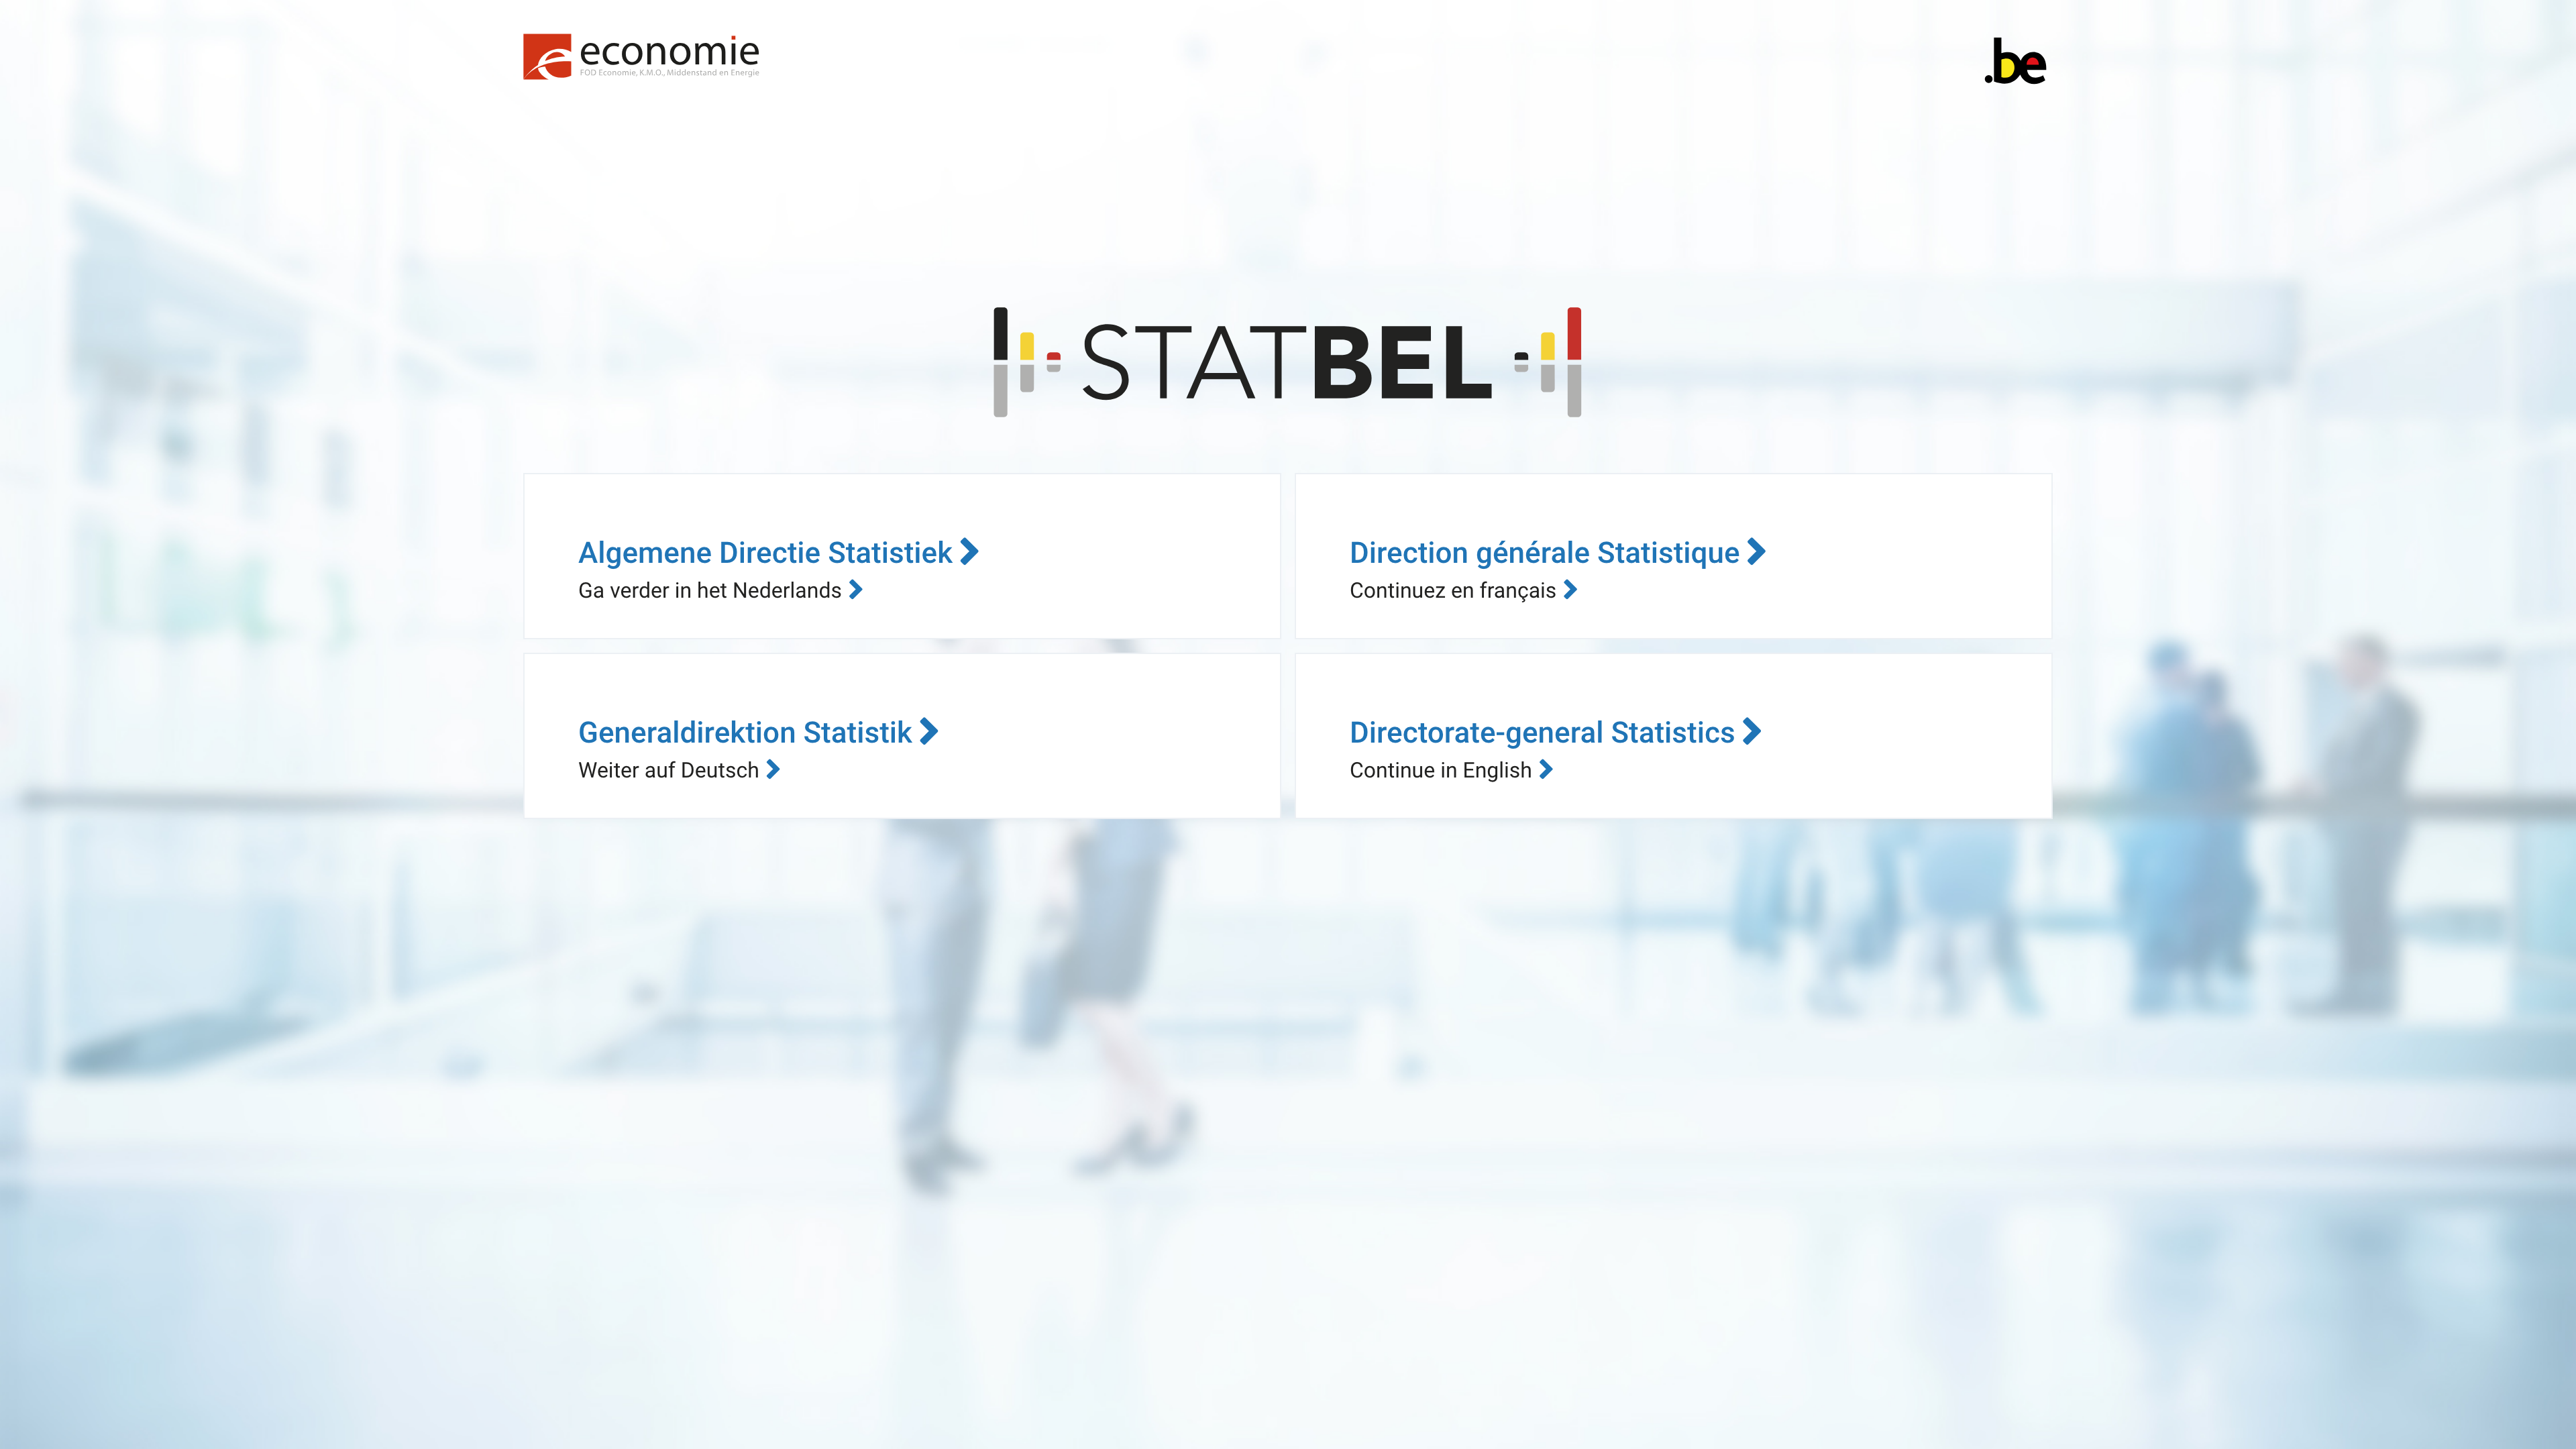 economie
FOD Economie, K.M.O., Middenstand en Energie
.be
STATBEL
Algemene Directie Statistiek
Ga verder in het Nederlands
Direction générale Statistique
Continuez en français
Generaldirektion Statistik
Weiter auf Deutsch
Directorate-general Statistics
Continue in English